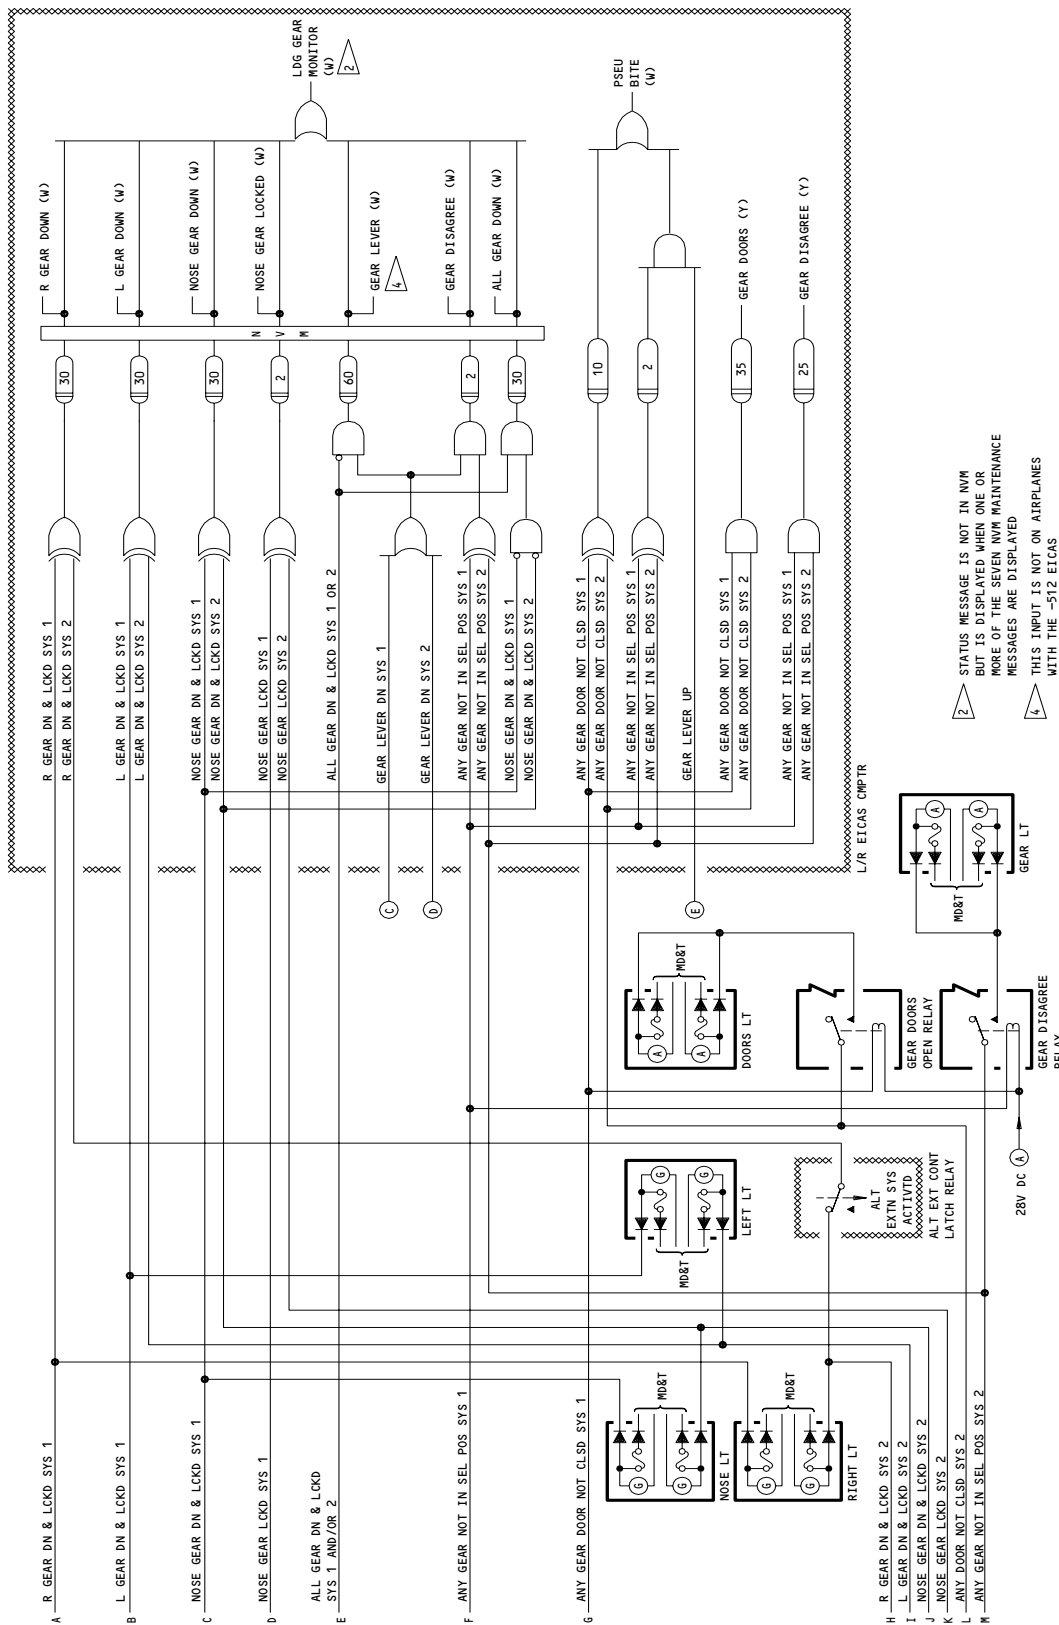 A
R GEAR DN & LCKD SYS 1
B
L GEAR DN & LCKD SYS 1
C
NOSE GEAR DN & LCKD SYS 1
D
NOSE GEAR LCKD SYS 1
E
ALL GEAR DN & LCKD
SYS 1 AND/OR 2
F
ANY GEAR NOT IN SEL POS SYS 1
G
ANY GEAR DOOR NOT CLSD SYS 1
H
R GEAR DN & LCKD SYS 2
I
L GEAR DN & LCKD SYS 2
J
NOSE GEAR DN & LCKD SYS 2
K
NOSE GEAR LCKD SYS 2
L
ANY DOOR NOT CLSD SYS 2
M
ANY GEAR NOT IN SEL POS SYS 2
G
G
MD&T
NOSE LT
G
G
MD&T
RIGHT LT
G
G
MD&T
LEFT LT
ALT
EXTN SYS
ACTIVTD
ALT EXT CONT
LATCH RELAY
28V DC
A
A
A
MD&T
DOORS LT
GEAR DOORS
OPEN RELAY
GEAR DISAGREE
RELAY
A
A
MD&T
GEAR LT
C
D
E
R GEAR DN & LCKD SYS 1
R GEAR DN & LCKD SYS 2
L GEAR DN & LCKD SYS 1
L GEAR DN & LCKD SYS 2
NOSE GEAR DN & LCKD SYS 1
NOSE GEAR DN & LCKD SYS 2
NOSE GEAR LCKD SYS 1
NOSE GEAR LCKD SYS 2
ALL GEAR DN & LCKD SYS 1 OR 2
GEAR LEVER DN SYS 1
GEAR LEVER DN SYS 2
ANY GEAR NOT IN SEL POS SYS 1
ANY GEAR NOT IN SEL POS SYS 2
NOSE GEAR DN & LCKD SYS 1
NOSE GEAR DN & LCKD SYS 2
ANY GEAR DOOR NOT CLSD SYS 1
ANY GEAR DOOR NOT CLSD SYS 2
ANY GEAR NOT IN SEL POS SYS 1
ANY GEAR NOT IN SEL POS SYS 2
GEAR LEVER UP
ANY GEAR DOOR NOT CLSD SYS 1
ANY GEAR DOOR NOT CLSD SYS 2
ANY GEAR NOT IN SEL POS SYS 1
ANY GEAR NOT IN SEL POS SYS 2
L/R EICAS CMPTR
30
30
30
2
60
2
30
10
2
35
25
N V M
R GEAR DOWN (W)
L GEAR DOWN (W)
NOSE GEAR DOWN (W)
NOSE GEAR LOCKED (W)
GEAR LEVER (W)
4
GEAR DISAGREE (W)
ALL GEAR DOWN (W)
GEAR DOORS (Y)
GEAR DISAGREE (Y)
LDG GEAR
MONITOR
(W)
2
PSEU
BITE
(W)
2
STATUS MESSAGE IS NOT IN NVM
BUT IS DISPLAYED WHEN ONE OR
MORE OF THE SEVEN NVM MAINTENANCE
MESSAGES ARE DISPLAYED
4
THIS INPUT IS NOT ON AIRPLANES
WITH THE -512 EICAS